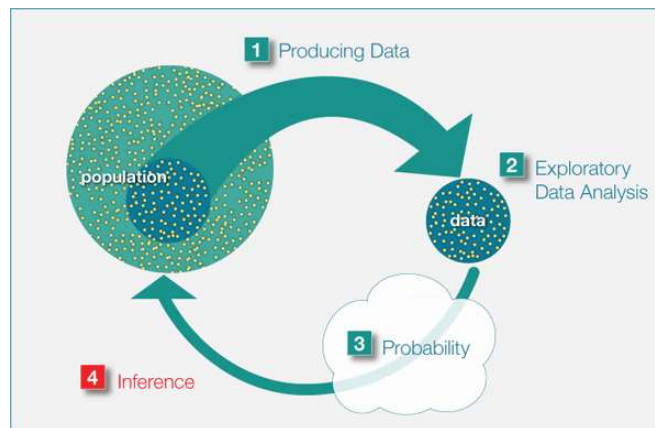 1 Producing Data
population
2 Exploratory
Data Analysis
data
3 Probability
4 Inference